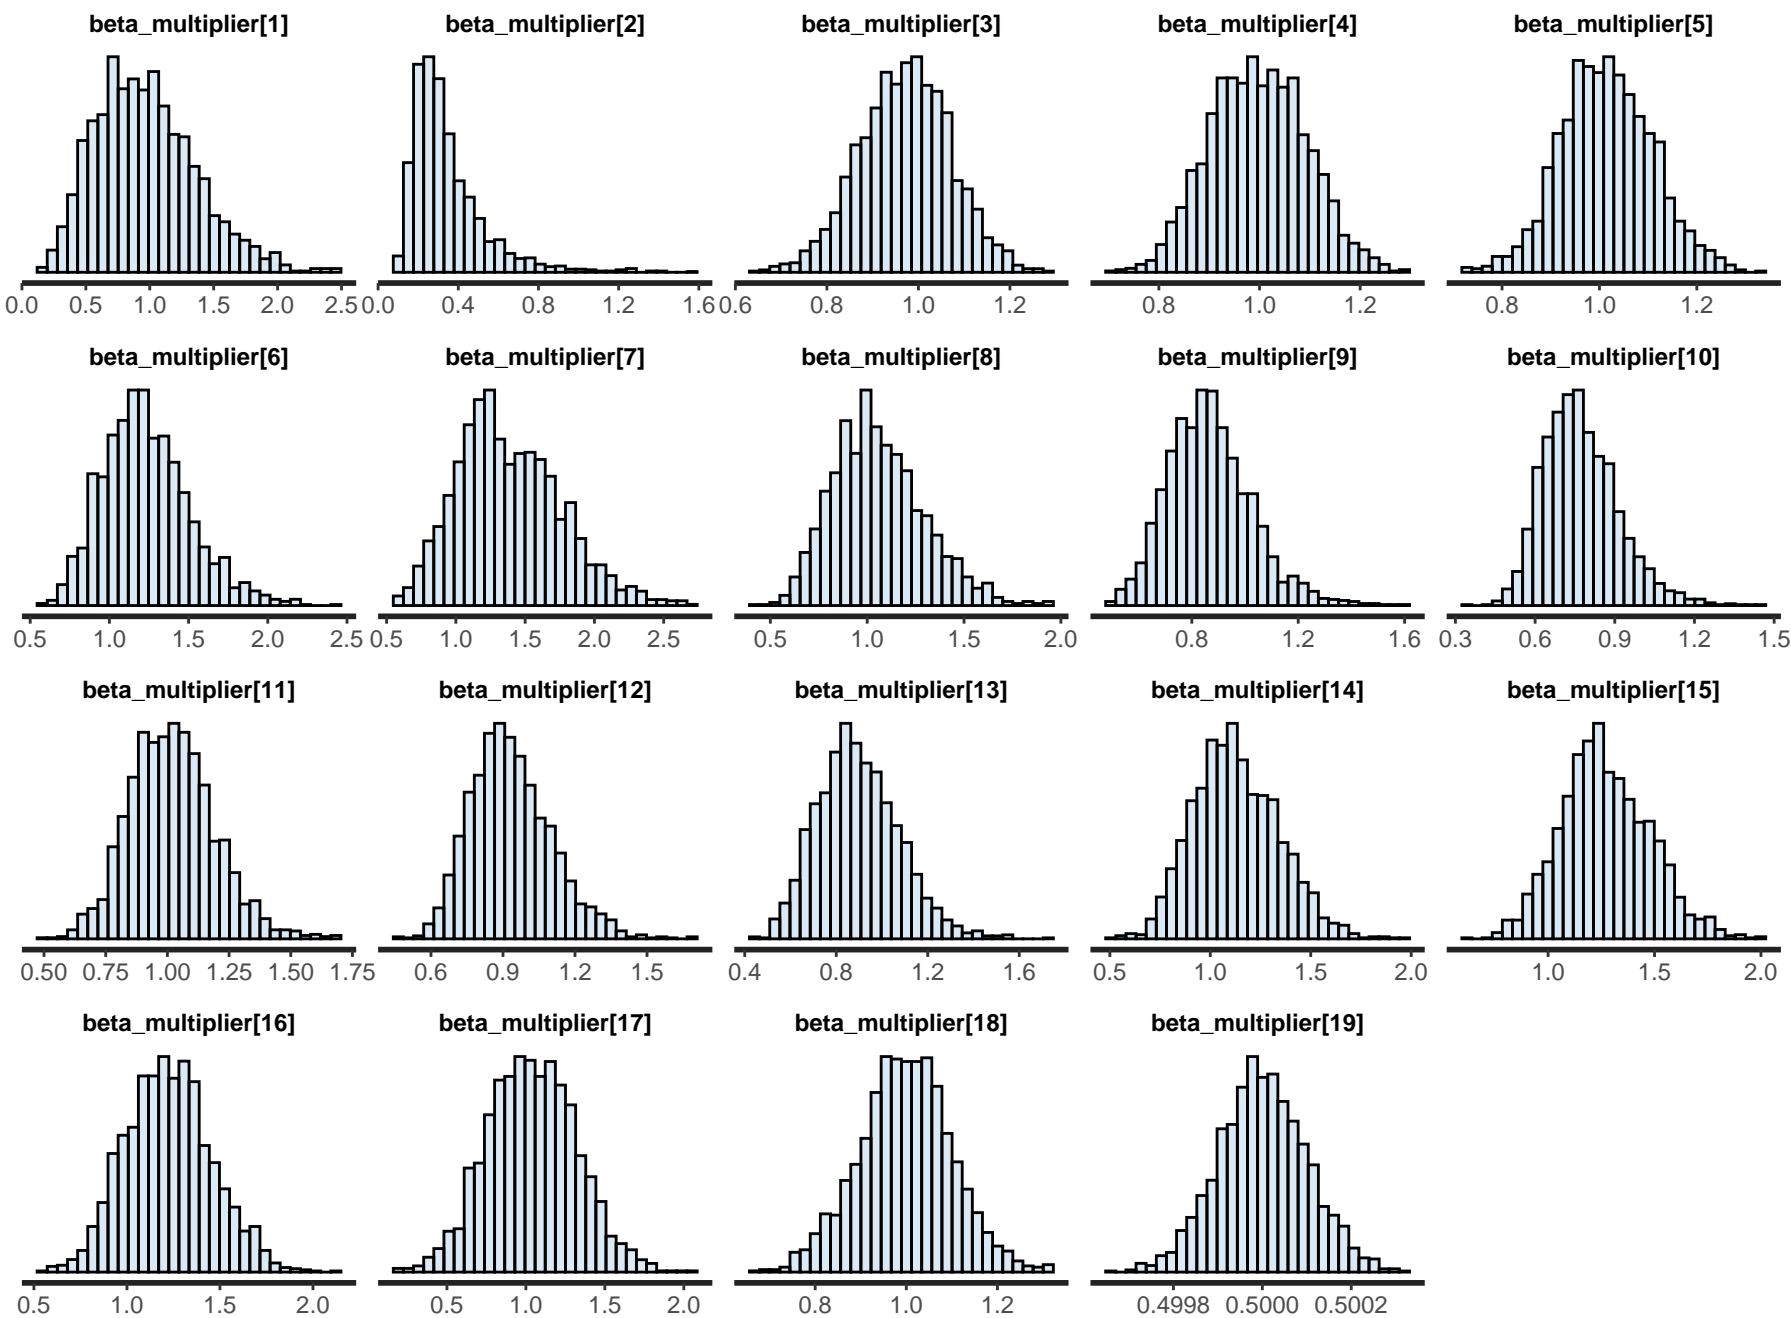 beta_multiplier[1] beta_multiplier[2] beta_multiplier[3] beta_multiplier[4] beta_multiplier[5]
0.0 0.5 1.0 1.5 2.0 2.5 0.0 0.4 0.8 1.2 1.6 0.6 0.8 1.0 1.2 0.8 1.0 1.2 0.8 1.0 1.2
beta_multiplier[6] beta_multiplier[7] beta_multiplier[8] beta_multiplier[9] beta_multiplier[10]
0.5 1.0 1.5 2.0 2.5 0.5 1.0 1.5 2.0 2.5 0.5 1.0 1.5 2.0 0.8 1.2 1.6 0.3 0.6 0.9 1.2 1.5
beta_multiplier[11] beta_multiplier[12] beta_multiplier[13] beta_multiplier[14] beta_multiplier[15]
0.50 0.75 1.00 1.25 1.50 1.75 0.6 0.9 1.2 1.5 0.4 0.8 1.2 1.6 0.5 1.0 1.5 2.0 1.0 1.5 2.0
beta_multiplier[16] beta_multiplier[17] beta_multiplier[18] beta_multiplier[19]
0.5 1.0 1.5 2.0 0.5 1.0 1.5 2.0 0.8 1.0 1.2 0.4998 0.5000 0.5002